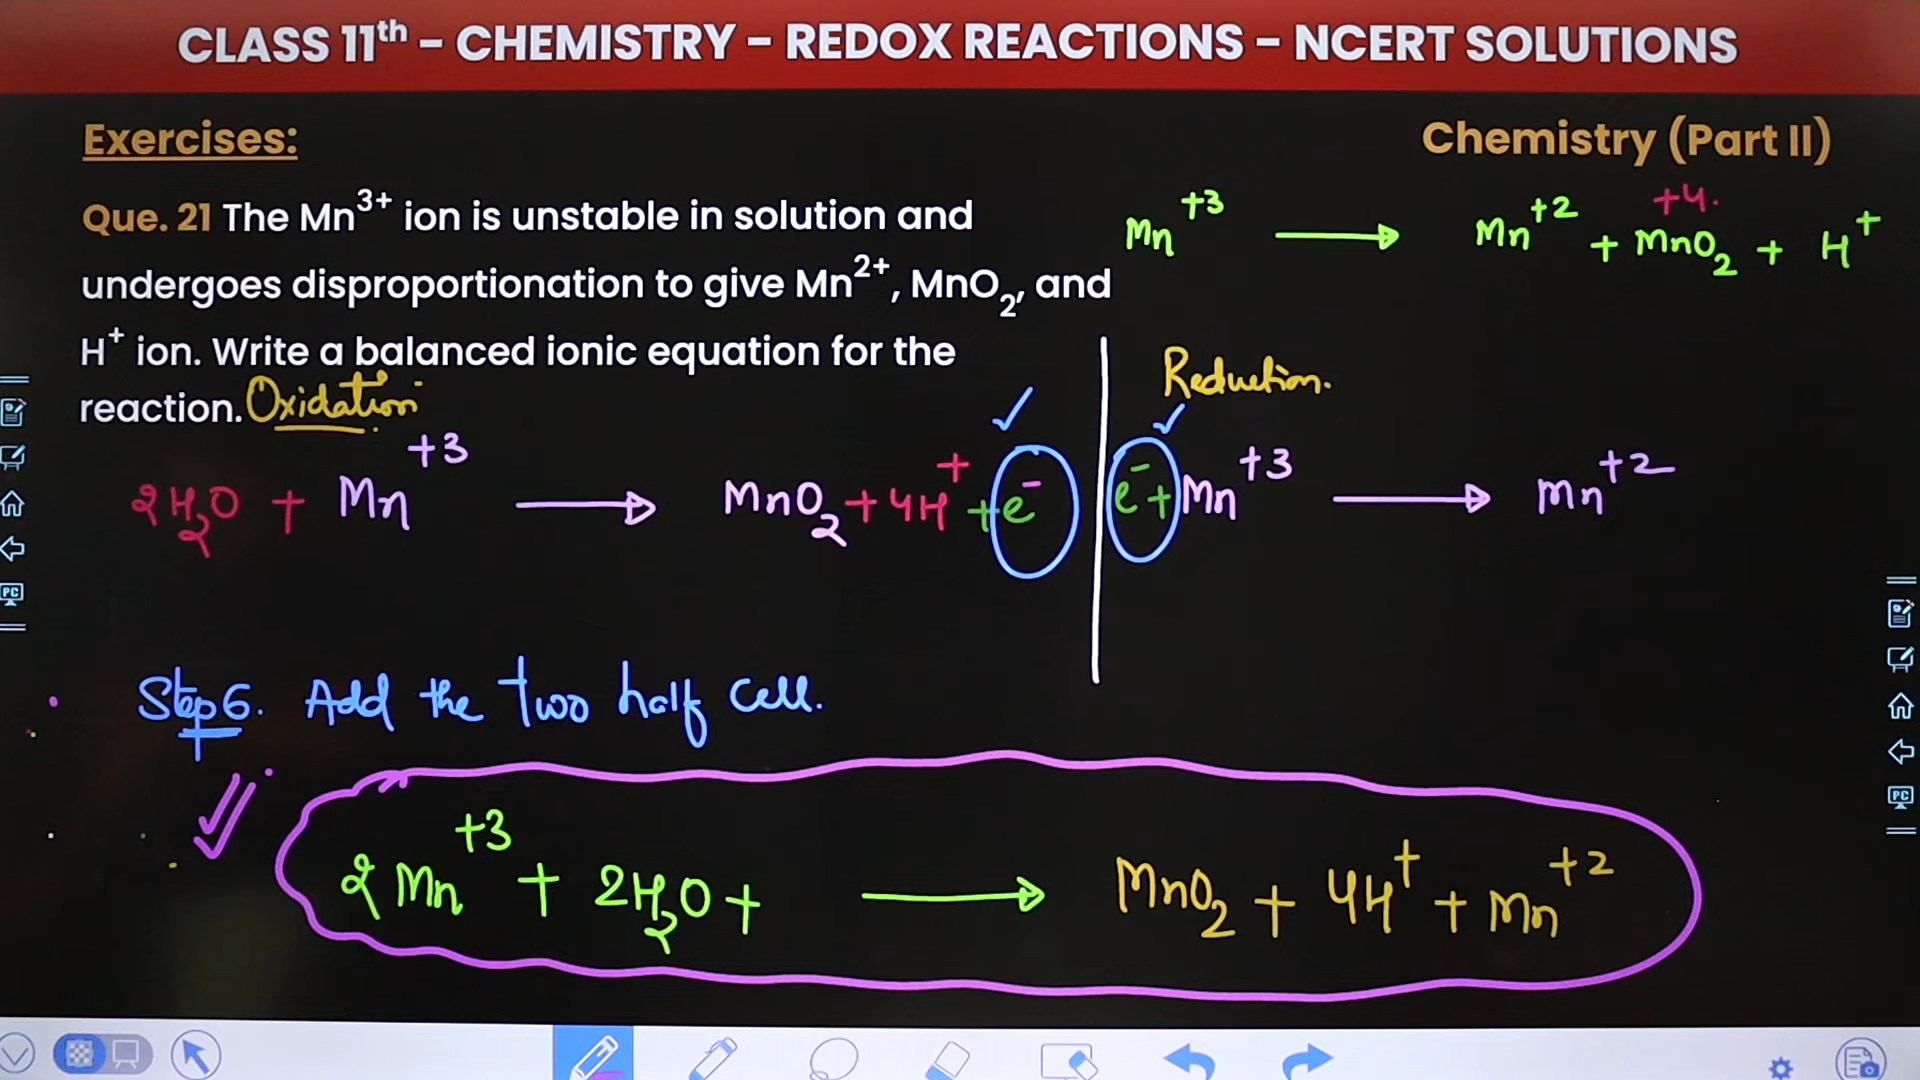 CLASS 11th - CHEMISTRY - REDOX REACTIONS - NCERT SOLUTIONS
Exercises:
Chemistry (Part II)
Que. 21 The Mn³⁺ ion is unstable in solution and
undergoes disproportionation to give Mn²⁺, MnO₂, and
H⁺ ion. Write a balanced ionic equation for the
reaction.
+4.
Mn⁺³ ⟶ Mn⁺² + MnO₂ + H⁺
Oxidation
2H₂O + Mn⁺³ ⟶ MnO₂ + 4H⁺ + e⁻
Reduction.
e⁻ + Mn⁺³ ⟶ Mn⁺²
Step 6. Add the two half cell.
2Mn⁺³ + 2H₂O + ⟶ MnO₂ + 4H⁺ + Mn⁺²
PC
PC